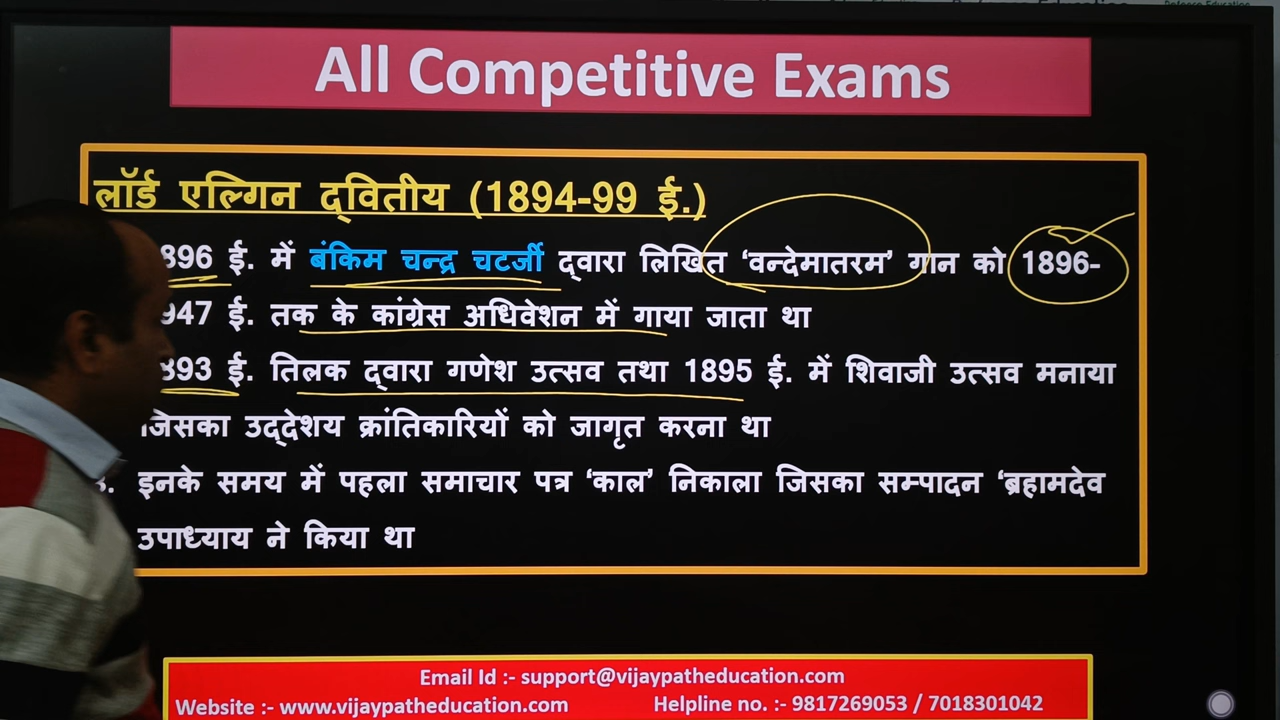 All Competitive Exams
लॉर्ड एल्गिन द्वितीय (1894-99 ई.)
896 ई. में बंकिम चन्द्र चटर्जी द्वारा लिखित ‘वन्देमातरम’ गान को 1896-
947 ई. तक के कांग्रेस अधिवेशन में गाया जाता था
893 ई. तिलक द्वारा गणेश उत्सव तथा 1895 ई. में शिवाजी उत्सव मनाया
जिसका उद्देशय क्रांतिकारियों को जागृत करना था
इनके समय में पहला समाचार पत्र ‘काल’ निकाला जिसका सम्पादन ‘ब्रहामदेव
उपाध्याय ने किया था
Email Id :- support@vijaypatheducation.com
Website :- www.vijaypatheducation.com Helpline no. :- 9817269053 / 7018301042